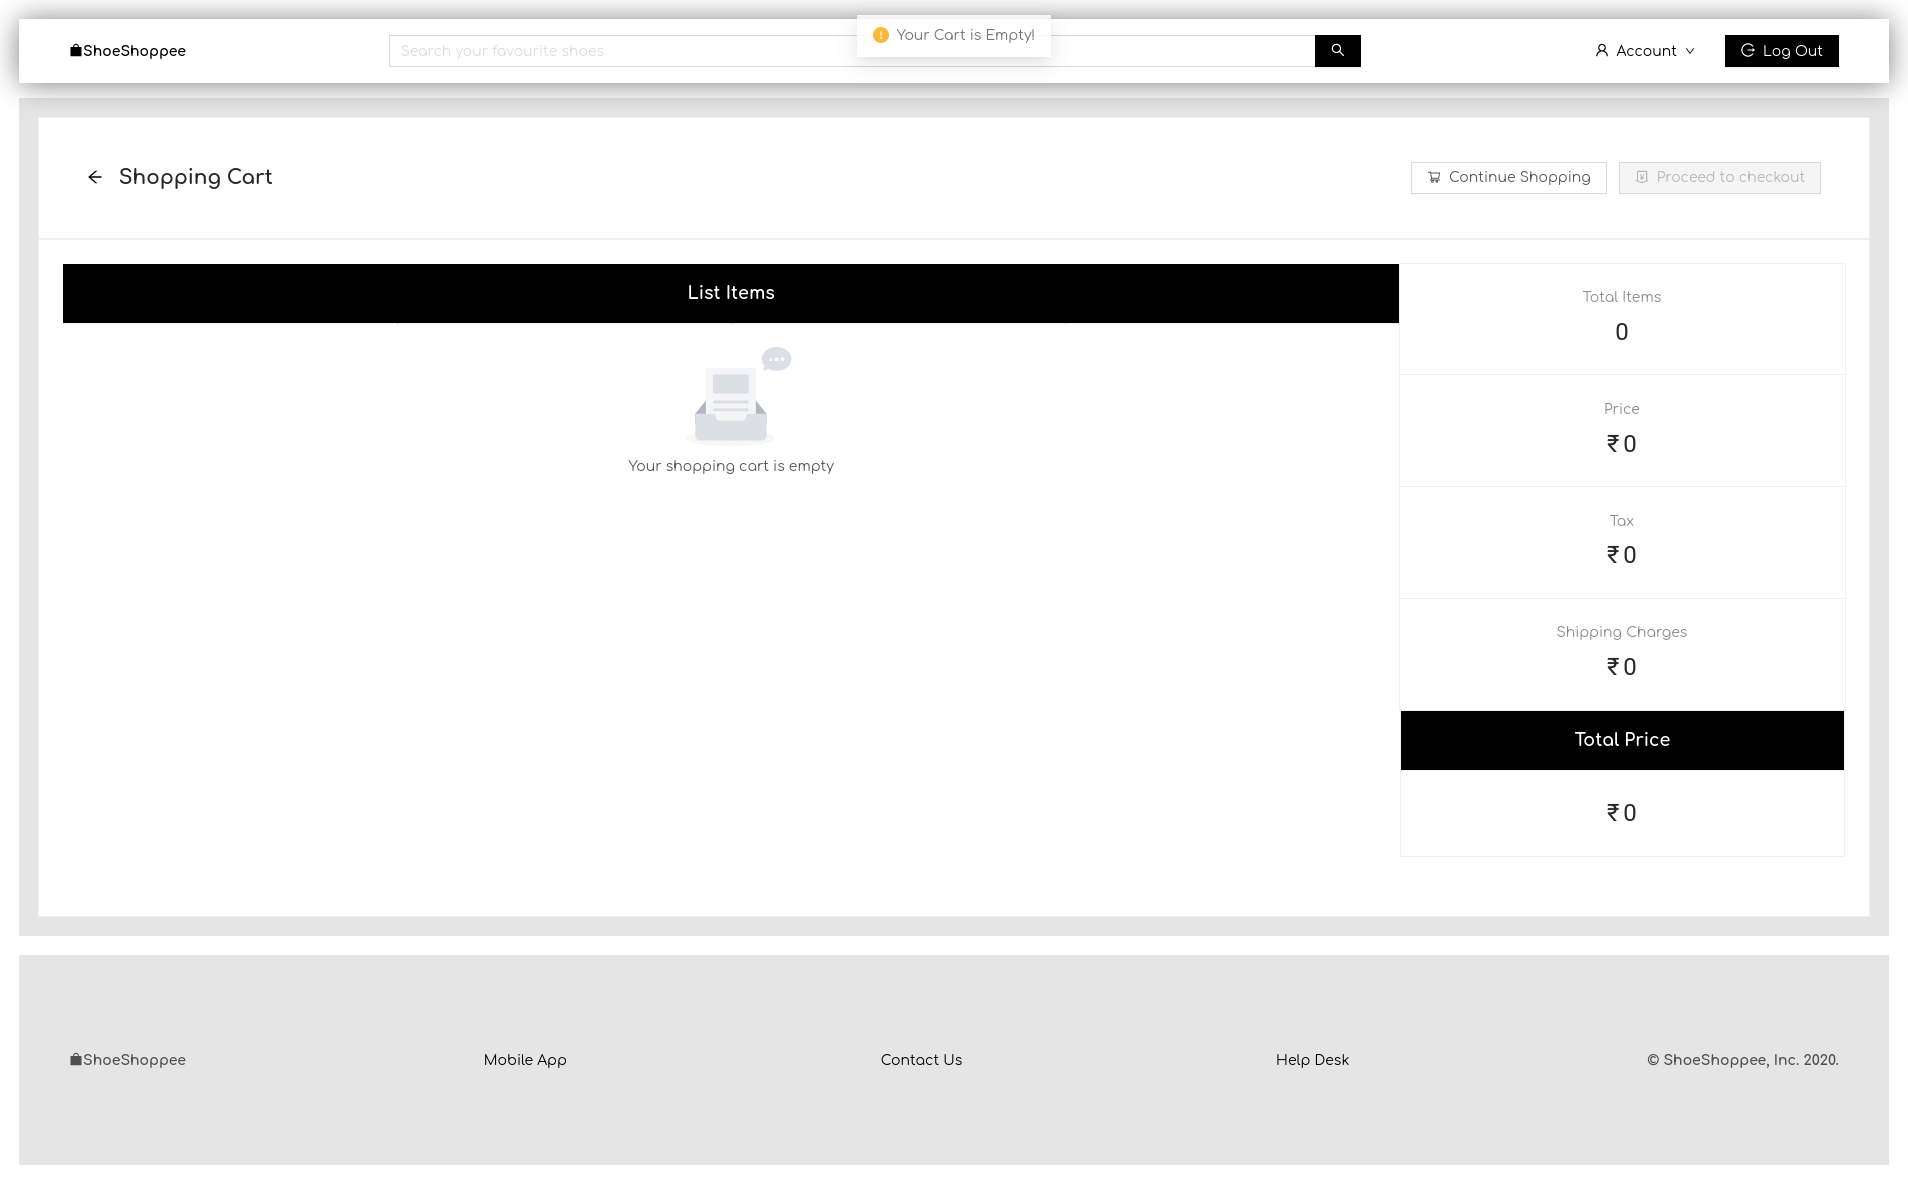 ShoeShoppee
Search your favourite shoes
Your Cart is Empty!
Account
Log Out
Shopping Cart
Continue Shopping
Proceed to checkout
List Items
Your shopping cart is empty
Total Items
0
Price
₹ 0
Tax
₹ 0
Shipping Charges
₹ 0
Total Price
₹ 0
ShoeShoppee
Mobile App
Contact Us
Help Desk
© ShoeShoppee, Inc. 2020.